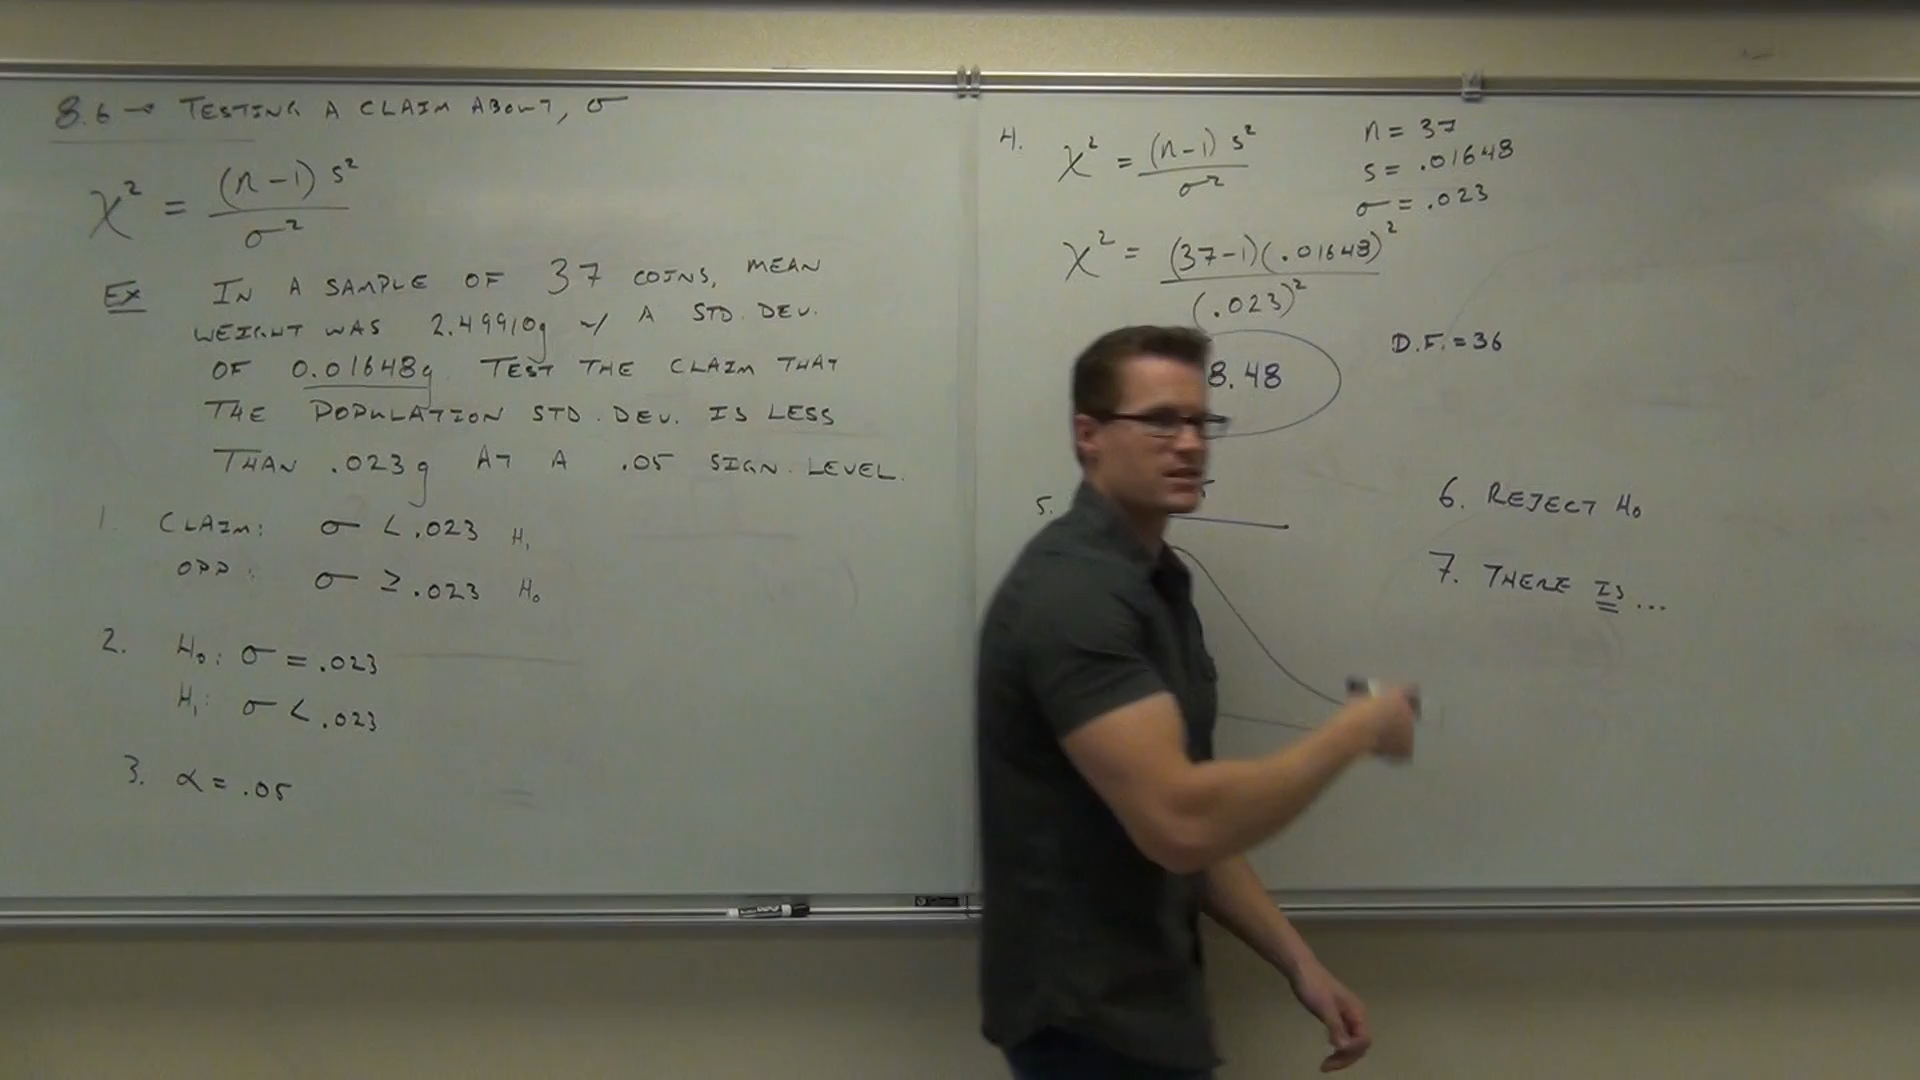 8.6 → TESTING A CLAIM ABOUT, σ
χ² = (n-1) s² / σ²
EX IN A SAMPLE OF 37 COINS, MEAN
WEIGHT WAS 2.49910g w/ A STD. DEV.
OF 0.01648g. TEST THE CLAIM THAT
THE POPULATION STD. DEV. IS LESS
THAN .023g AT A .05 SIGN. LEVEL.
1. CLAIM: σ < .023 H₁
OPP: σ ≥ .023 H₀
2. H₀: σ = .023
H₁: σ < .023
3. α = .05
4. χ² = (n-1) s² / σ²
n = 37
s = .01648
σ = .023
χ² = (37-1)(.01648)² / (.023)²
8.48
D.F. = 36
5.
6. REJECT H₀
7. THERE IS ...